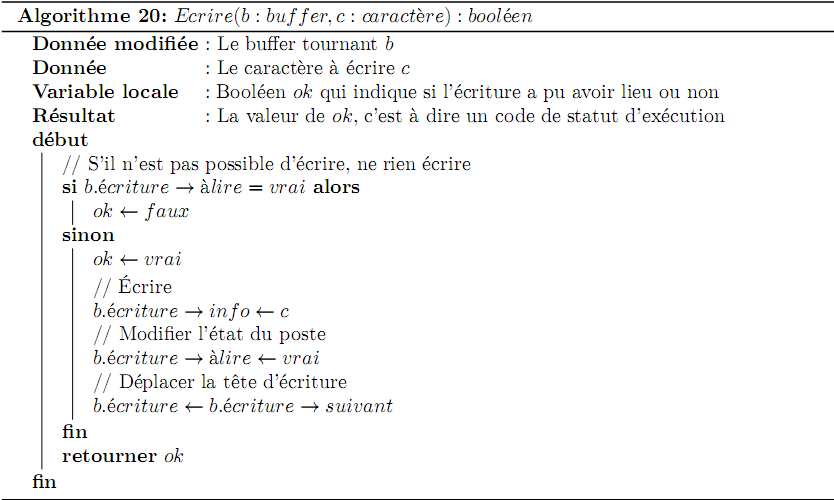 Algorithme 20: Ecrire(b : buffer, c : caractère) : booléen
Donnée modifiée : Le buffer tournant b
Donnée : Le caractère à écrire c
Variable locale : Booléen ok qui indique si l'écriture a pu avoir lieu ou non
Résultat : La valeur de ok, c'est à dire un code de statut d'exécution
début
// S'il n'est pas possible d'écrire, ne rien écrire
si b.écriture → àlire = vrai alors
ok ← faux
sinon
ok ← vrai
// Écrire
b.écriture → info ← c
// Modifier l'état du poste
b.écriture → àlire ← vrai
// Déplacer la tête d'écriture
b.écriture ← b.écriture → suivant
fin
retourner ok
fin